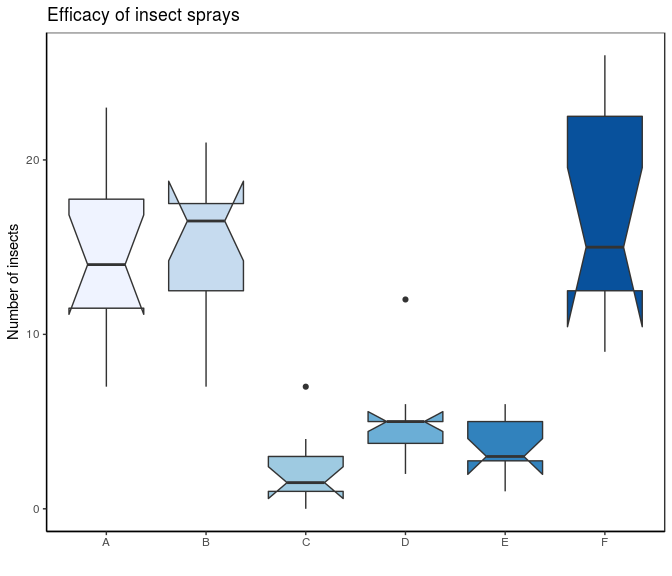 Efficacy of insect sprays
Number of insects
20
10
0
A B C D E F